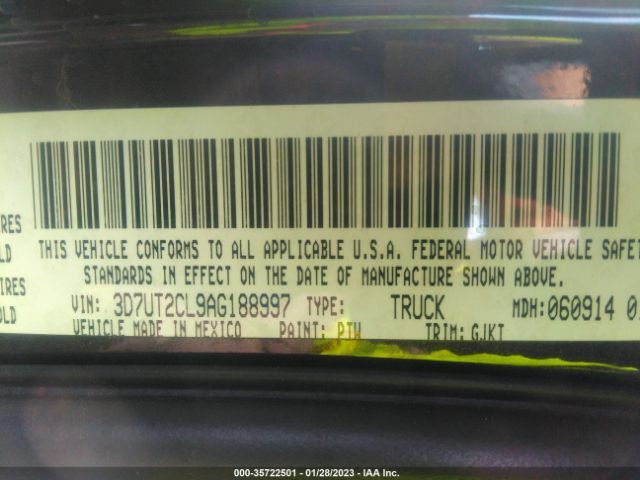 IRES
LD
IRES
OLD
THIS VEHICLE CONFORMS TO ALL APPLICABLE U.S.A. FEDERAL MOTOR VEHICLE SAFET
STANDARDS IN EFFECT ON THE DATE OF MANUFACTURE SHOWN ABOVE.
VIN: 3D7UT2CL9AG188997 TYPE: TRUCK MDH:060914 01
VEHICLE MADE IN MEXICO PAINT: PTW TRIM: GJKT
000-35722501 - 01/28/2023 - IAA Inc.